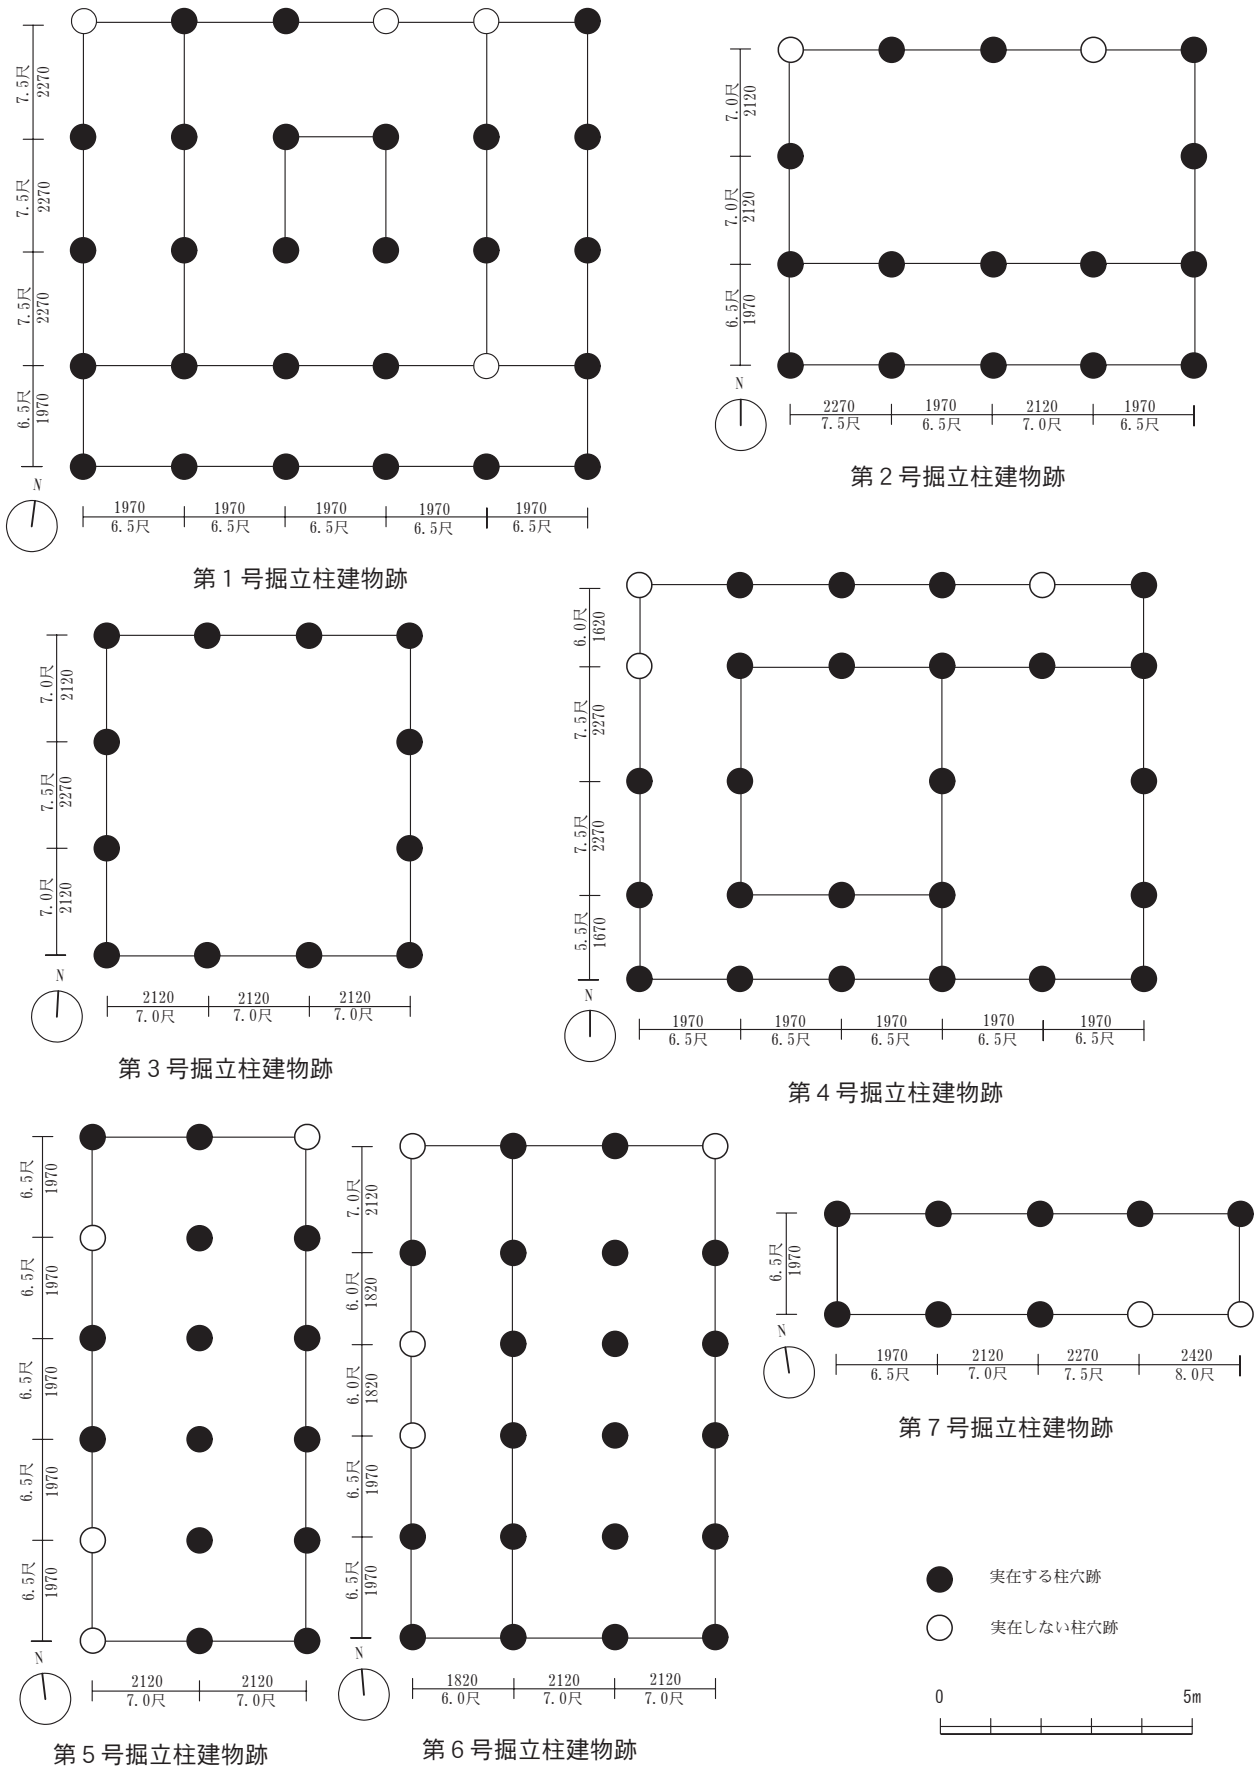 7.5尺
2270
7.5尺
2270
7.5尺
2270
6.5尺
1970
N
1970 1970 1970 1970 1970
6.5尺 6.5尺 6.5尺 6.5尺 6.5尺
第1号掘立柱建物跡
7.0尺
2120
7.0尺
2120
6.5尺
1970
N
2270 1970 2120 1970
7.5尺 6.5尺 7.0尺 6.5尺
第2号掘立柱建物跡
7.0尺
2120
7.5尺
2270
7.0尺
2120
N
2120 2120 2120
7.0尺 7.0尺 7.0尺
第3号掘立柱建物跡
6.0尺
1620
7.5尺
2270
7.5尺
2270
5.5尺
1670
N
1970 1970 1970 1970 1970
6.5尺 6.5尺 6.5尺 6.5尺 6.5尺
第4号掘立柱建物跡
6.5尺
1970
6.5尺
1970
6.5尺
1970
6.5尺
1970
6.5尺
1970
N
2120 2120
7.0尺 7.0尺
第5号掘立柱建物跡
7.0尺
2120
6.0尺
1820
6.0尺
1820
6.5尺
1970
6.5尺
1970
N
1820 2120 2120
6.0尺 7.0尺 7.0尺
第6号掘立柱建物跡
6.5尺
1970
N
1970 2120 2270 2420
6.5尺 7.0尺 7.5尺 8.0尺
第7号掘立柱建物跡
実在する柱穴跡
実在しない柱穴跡
0 5m